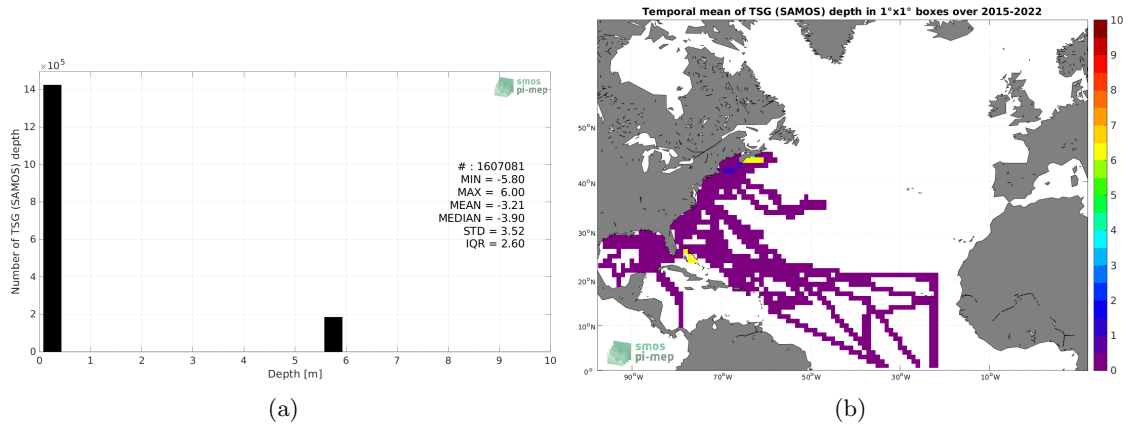 ×10⁵
14
12
10
8
6
4
2
0
Number of TSG (SAMOS) depth
smos
pi-mep
# : 1607081
MIN = -5.80
MAX = 6.00
MEAN = -3.21
MEDIAN = -3.90
STD = 3.52
IQR = 2.60
0 1 2 3 4 5 6 7 8 9 10
Depth [m]
(a)
Temporal mean of TSG (SAMOS) depth in 1°x1° boxes over 2015-2022
50°N
40°N
30°N
20°N
10°N
0°
90°W 70°W 50°W 30°W 10°W
smos
pi-mep
10
9
8
7
6
5
4
3
2
1
0
(b)